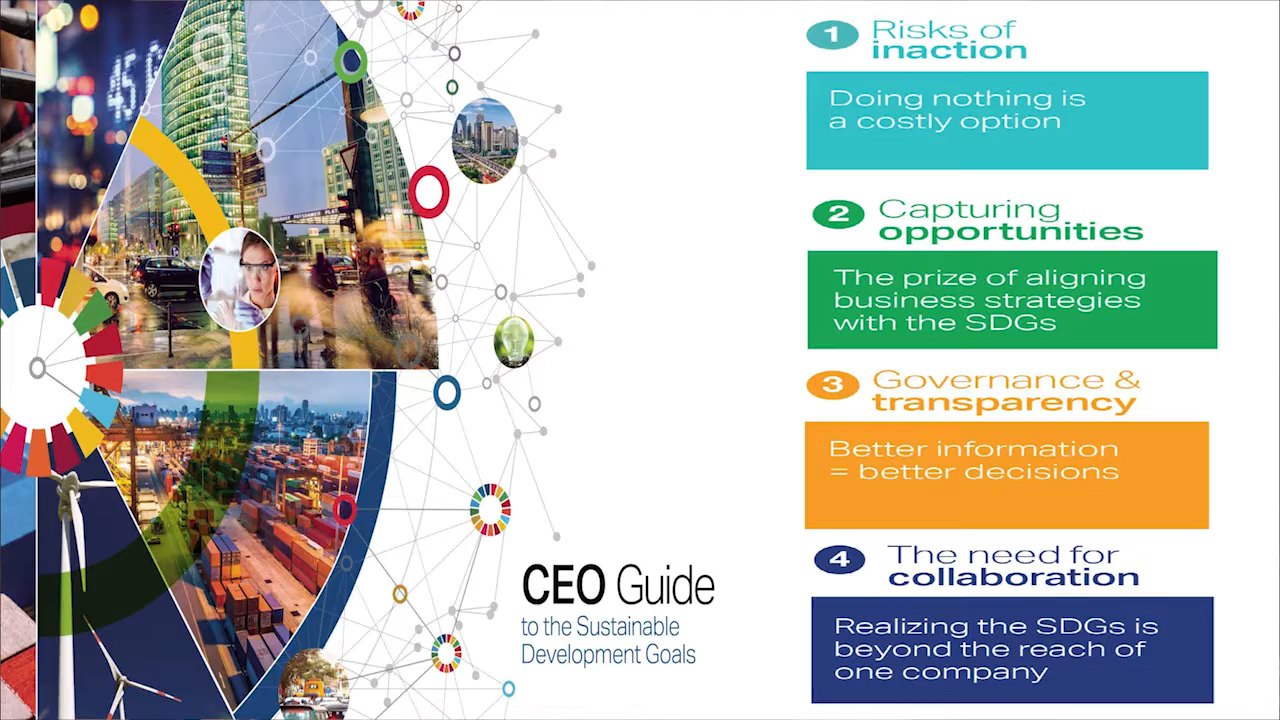 CEO Guide
to the Sustainable
Development Goals
1 Risks of
inaction
Doing nothing is
a costly option
2 Capturing
opportunities
The prize of aligning
business strategies
with the SDGs
3 Governance &
transparency
Better information
= better decisions
4 The need for
collaboration
Realizing the SDGs is
beyond the reach of
one company